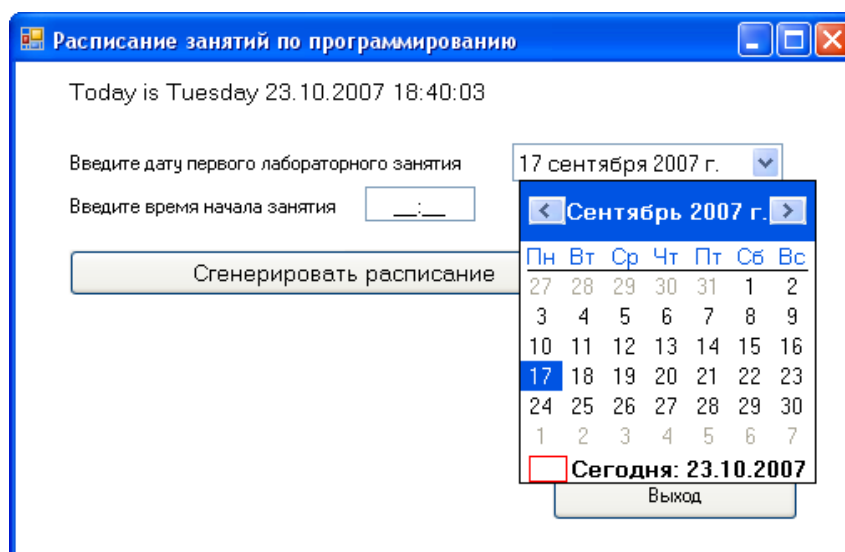 Расписание занятий по программированию
Today is Tuesday 23.10.2007 18:40:03
Введите дату первого лабораторного занятия 17 сентября 2007 г.
Введите время начала занятия __:__
Сентябрь 2007 г.
Сгенерировать расписание
Пн Вт Ср Чт Пт Сб Вс
27 28 29 30 31 1 2
3 4 5 6 7 8 9
10 11 12 13 14 15 16
17 18 19 20 21 22 23
24 25 26 27 28 29 30
1 2 3 4 5 6 7
Сегодня: 23.10.2007
Выход